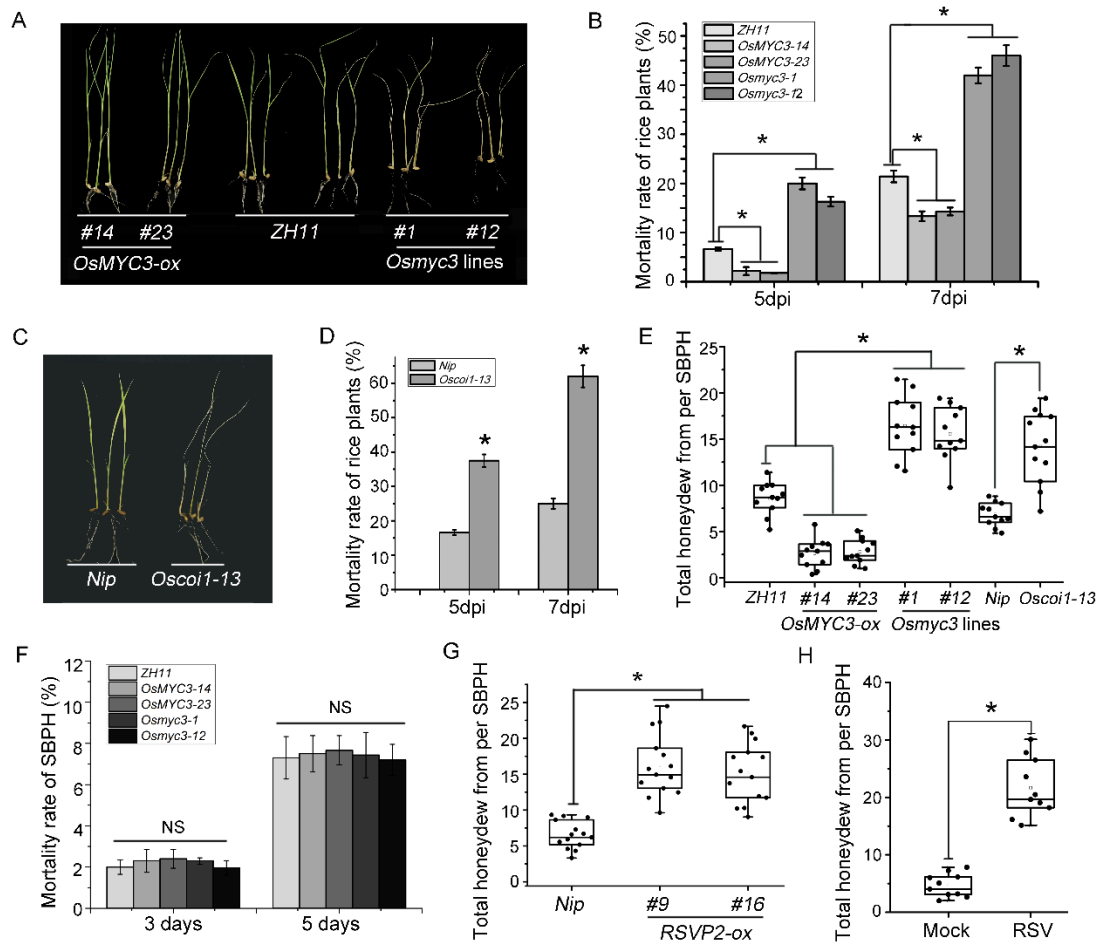 A
#14 #23 ZH11 #1 #12
OsMYC3-ox Osmyc3 lines
B
Mortality rate of rice plants (%)
50
40
30
20
10
0
ZH11
OsMYC3-14
OsMYC3-23
Osmyc3-1
Osmyc3-12
* * * *
5dpi 7dpi
C
Nip Oscoi1-13
D
Mortality rate of rice plants (%)
60
50
40
30
20
10
0
Nip
Oscoi1-13
* *
5dpi 7dpi
E
Total honeydew from per SBPH
25
20
15
10
5
0
* *
ZH11 #14 #23 #1 #12 Nip Oscoi1-13
OsMYC3-ox Osmyc3 lines
F
Mortality rate of SBPH (%)
12
10
8
6
4
2
0
ZH11
OsMYC3-14
OsMYC3-23
Osmyc3-1
Osmyc3-12
NS NS
3 days 5 days
G
Total honeydew from per SBPH
25
20
15
10
5
0
*
Nip #9 #16
RSVP2-ox
H
Total honeydew from per SBPH
40
30
20
10
0
*
Mock RSV